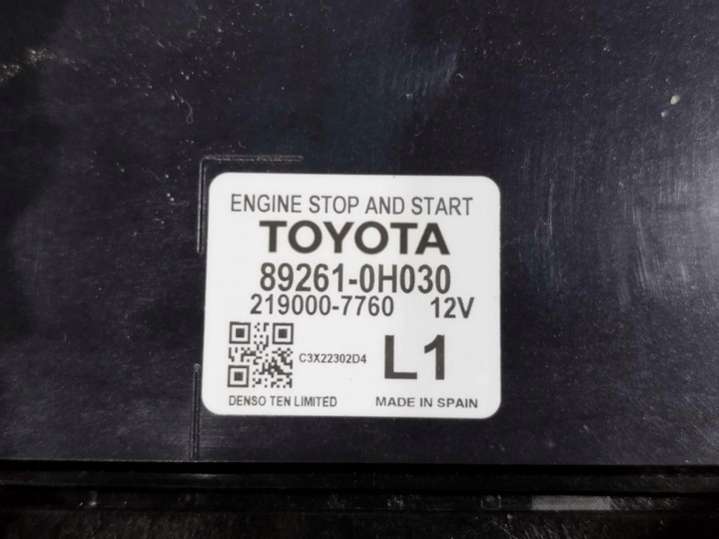 ENGINE STOP AND START
TOYOTA
89261-0H030
219000-7760 12V
C3X22302D4 L1
DENSO TEN LIMITED MADE IN SPAIN